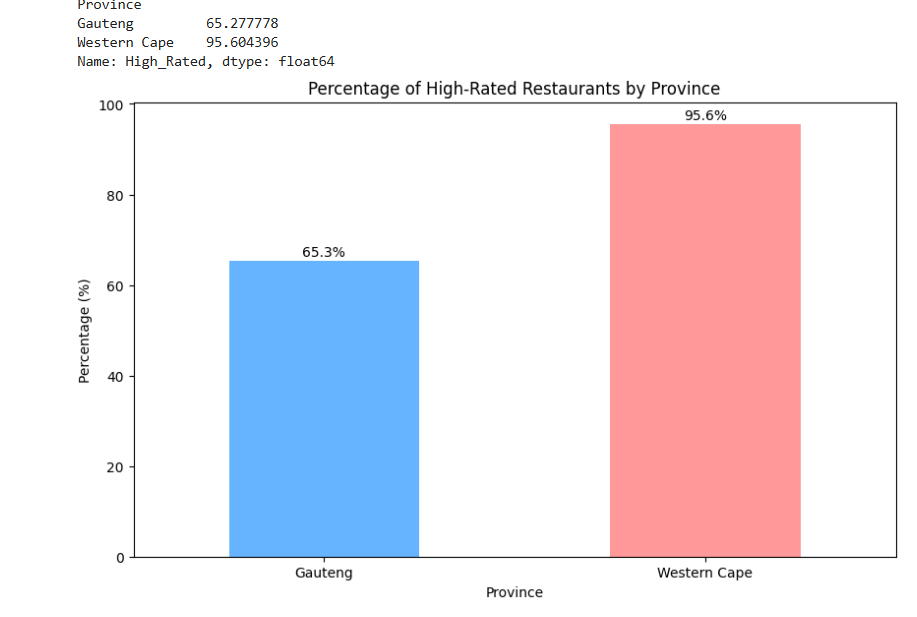 Province
Gauteng 65.277778
Western Cape 95.604396
Name: High_Rated, dtype: float64
Percentage of High-Rated Restaurants by Province
100
95.6%
80
65.3%
60
Percentage (%)
40
20
0
Gauteng Western Cape
Province